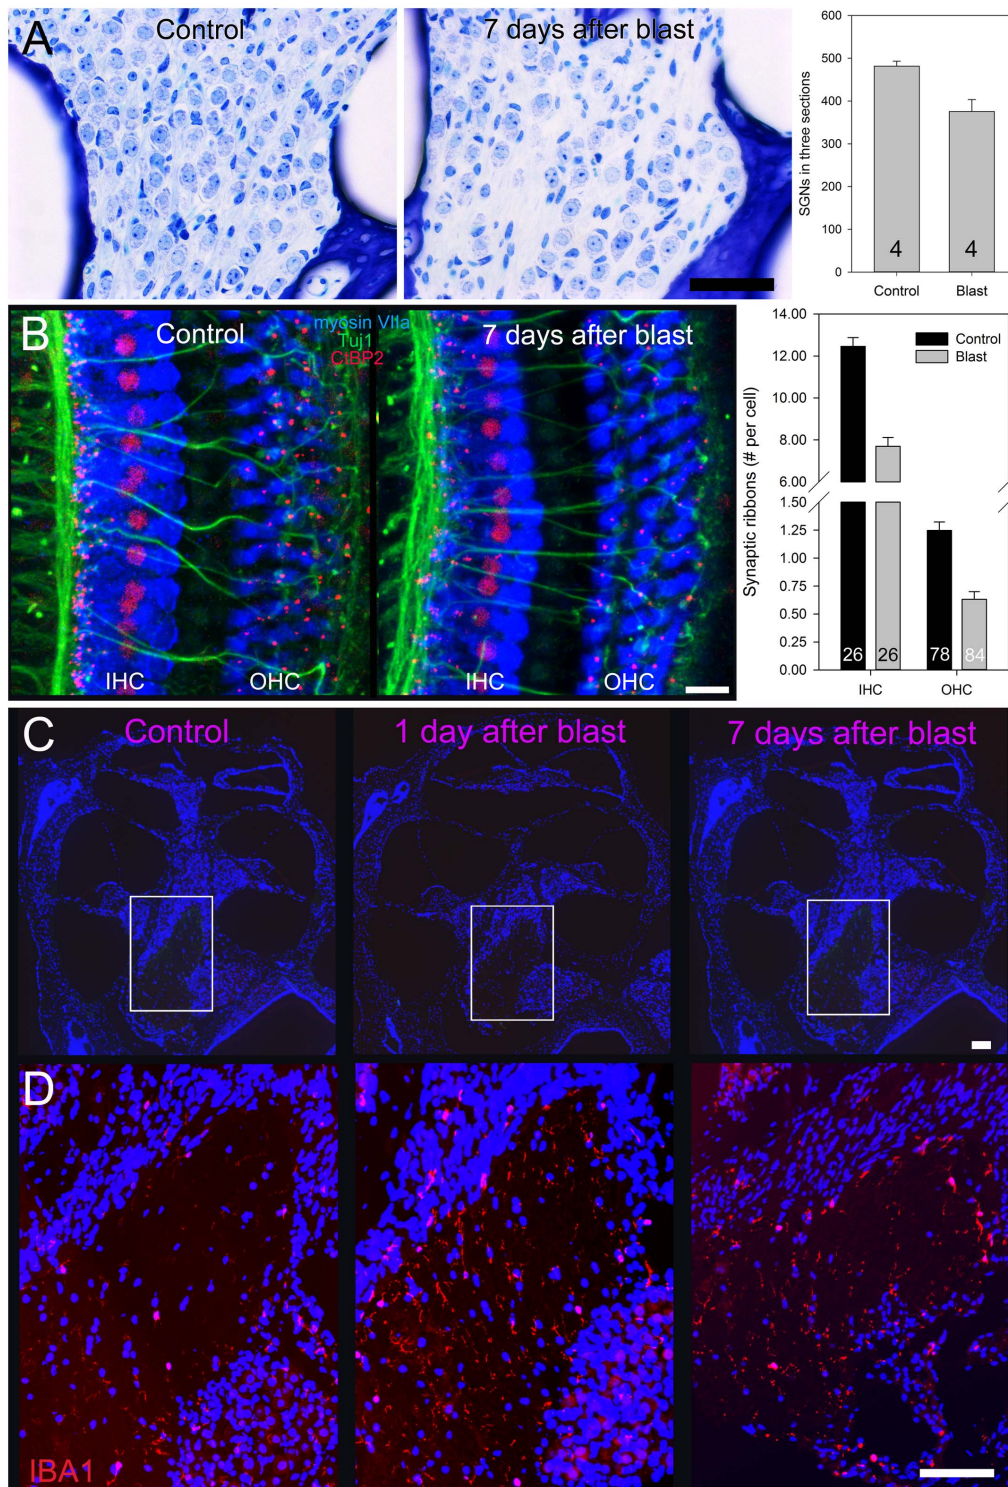 A
Control
7 days after blast
SGNs in three sections
600
500
400
300
200
100
0
4
4
Control
Blast
B
Control
myosin VIIa
Tuj1
CtBP2
7 days after blast
IHC
OHC
IHC
OHC
Synaptic ribbons (# per cell)
14.00
12.00
10.00
8.00
6.00
1.50
1.25
1.00
0.75
0.50
0.25
0.00
Control
Blast
26
26
78
84
IHC
OHC
C
Control
1 day after blast
7 days after blast
D
IBA1